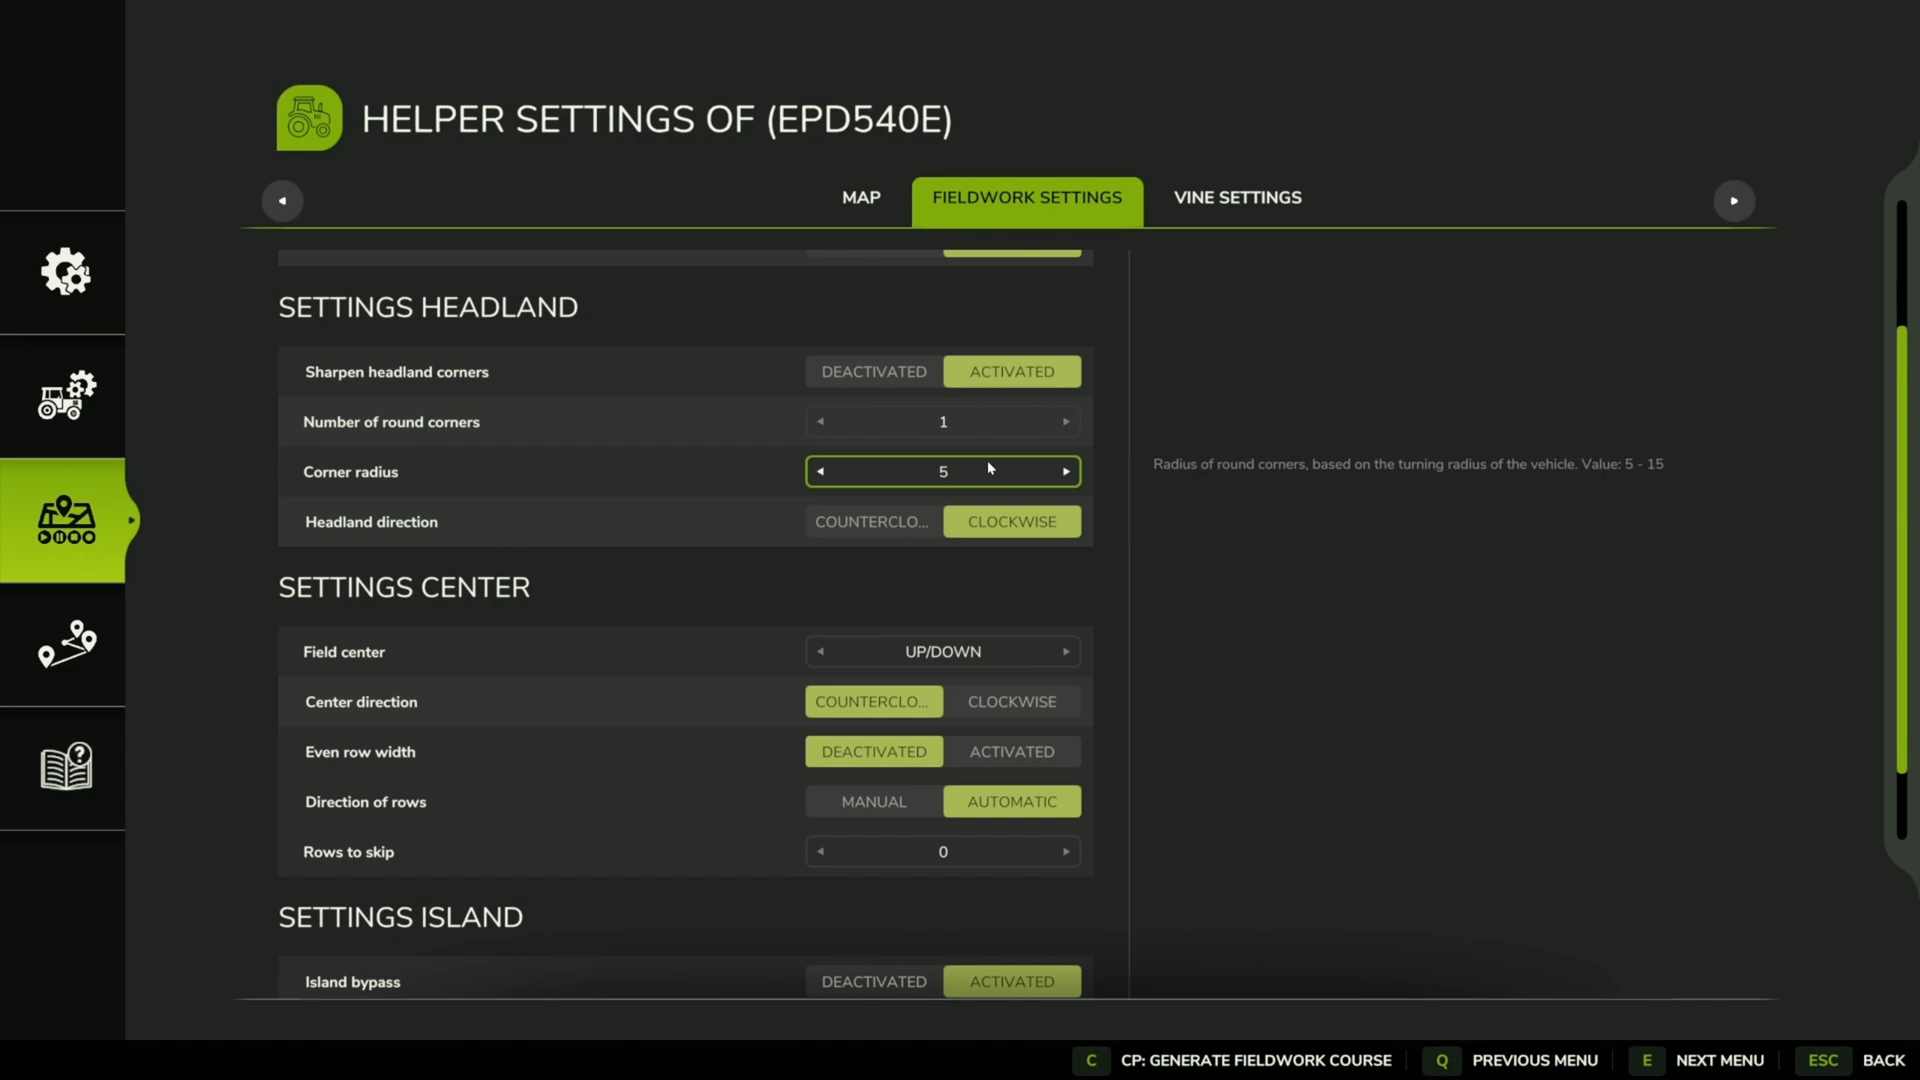 HELPER SETTINGS OF (EPD540E)
MAP FIELDWORK SETTINGS VINE SETTINGS
SETTINGS HEADLAND
Sharpen headland corners DEACTIVATED ACTIVATED
Number of round corners 1
Corner radius 5
Radius of round corners, based on the turning radius of the vehicle. Value: 5 - 15
Headland direction COUNTERCLO... CLOCKWISE
SETTINGS CENTER
Field center UP/DOWN
Center direction COUNTERCLO... CLOCKWISE
Even row width DEACTIVATED ACTIVATED
Direction of rows MANUAL AUTOMATIC
Rows to skip 0
SETTINGS ISLAND
Island bypass DEACTIVATED ACTIVATED
C CP: GENERATE FIELDWORK COURSE Q PREVIOUS MENU E NEXT MENU ESC BACK